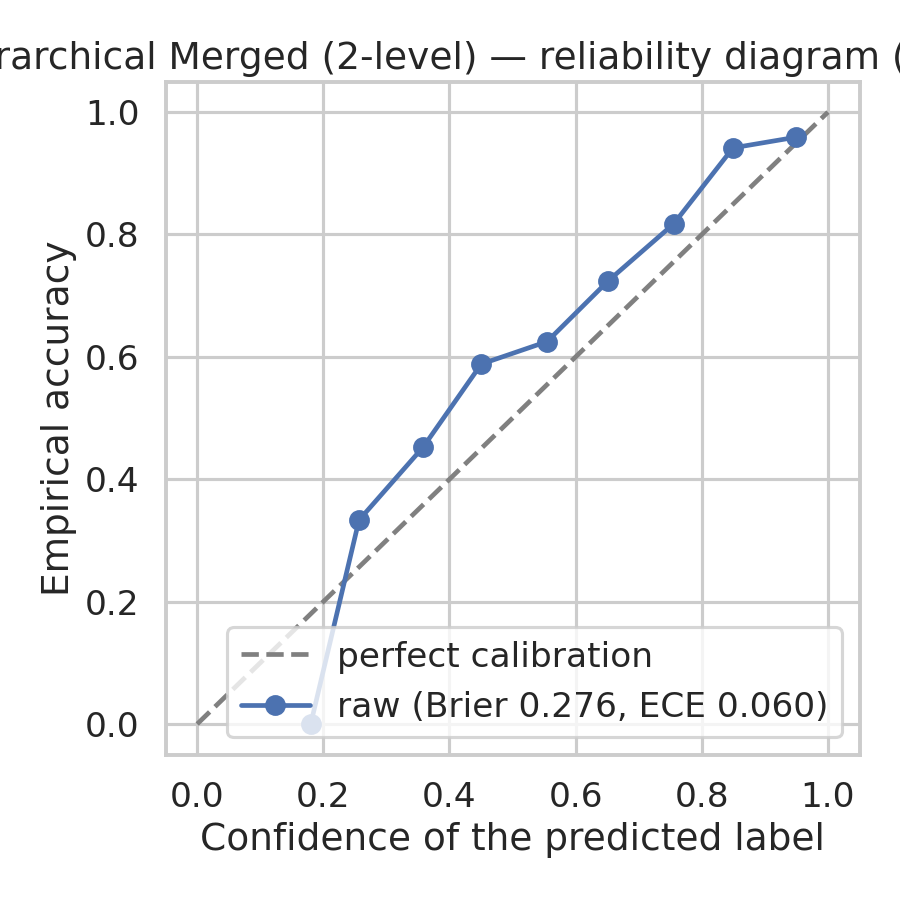 rarchical Merged (2-level) — reliability diagram (
1.0
0.8
0.6
0.4
0.2
0.0
Empirical accuracy
perfect calibration
raw (Brier 0.276, ECE 0.060)
0.0 0.2 0.4 0.6 0.8 1.0
Confidence of the predicted label